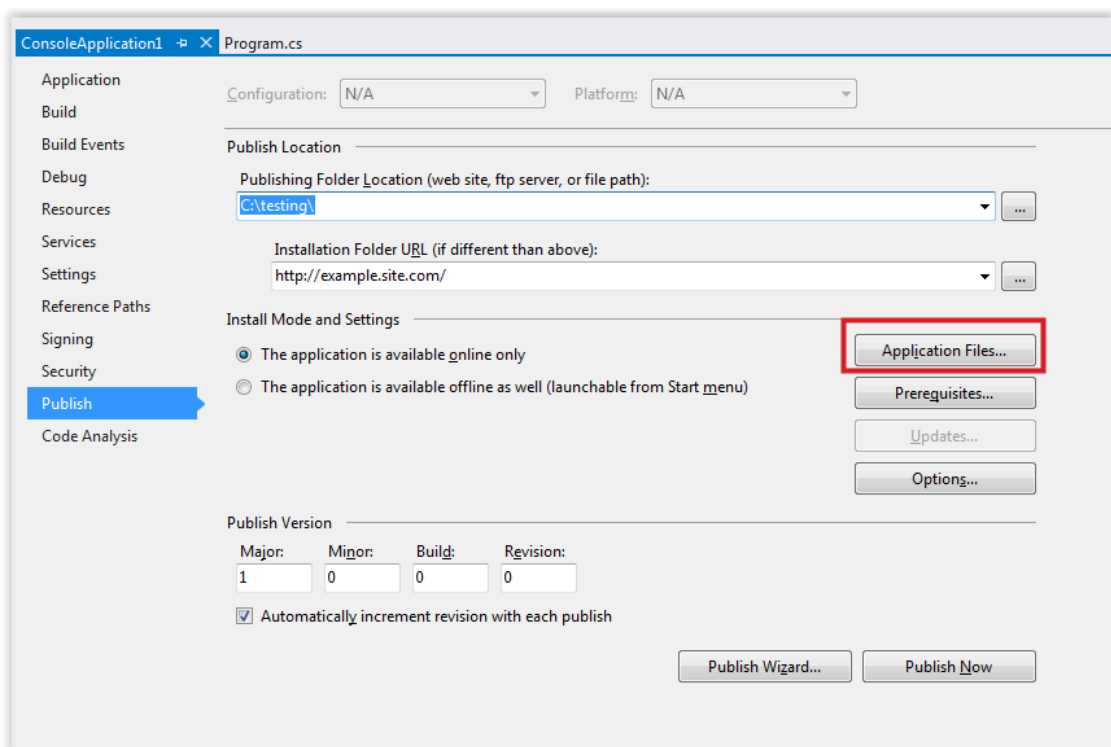 ConsoleApplication1 Program.cs
Application
Build
Build Events
Debug
Resources
Services
Settings
Reference Paths
Signing
Security
Publish
Code Analysis
Configuration: N/A Platform: N/A
Publish Location
Publishing Folder Location (web site, ftp server, or file path):
C:\testing\
...
Installation Folder URL (if different than above):
http://example.site.com/
...
Install Mode and Settings
The application is available online only
The application is available offline as well (launchable from Start menu)
Application Files...
Prerequisites...
Updates...
Options...
Publish Version
Major: Minor: Build: Revision:
1 0 0 0
Automatically increment revision with each publish
Publish Wizard... Publish Now